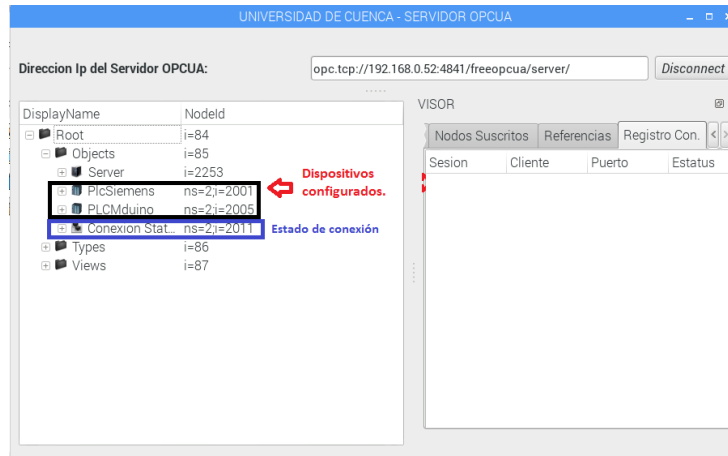 UNIVERSIDAD DE CUENCA - SERVIDOR OPCUA
Direccion Ip del Servidor OPCUA:
opc.tcp://192.168.0.52:4841/freeopcua/server/
Disconnect
DisplayName NodeId
Root i=84
Objects i=85
Server i=2253
PlcSiemens ns=2;i=2001
PLCMduino ns=2;i=2005
Conexion Stat... ns=2;i=2011
Types i=86
Views i=87
Dispositivos
configurados.
Estado de conexión
VISOR
Nodos Suscritos Referencias Registro Con.
Sesion Cliente Puerto Estatus